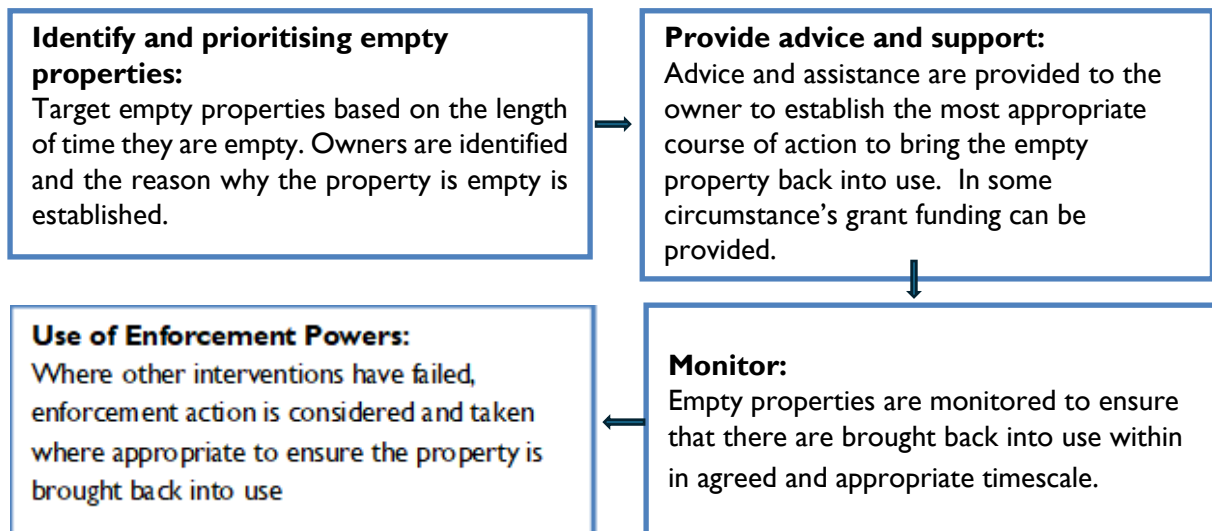 Identify and prioritising empty
properties:
Target empty properties based on the length
of time they are empty. Owners are identified
and the reason why the property is empty is
established.
Provide advice and support:
Advice and assistance are provided to the
owner to establish the most appropriate
course of action to bring the empty
property back into use.  In some
circumstance’s grant funding can be
provided.
Monitor:
Empty properties are monitored to ensure
that there are brought back into use within
in agreed and appropriate timescale.
Use of Enforcement Powers:
Where other interventions have failed,
enforcement action is considered and taken
where appropriate to ensure the property is
brought back into use